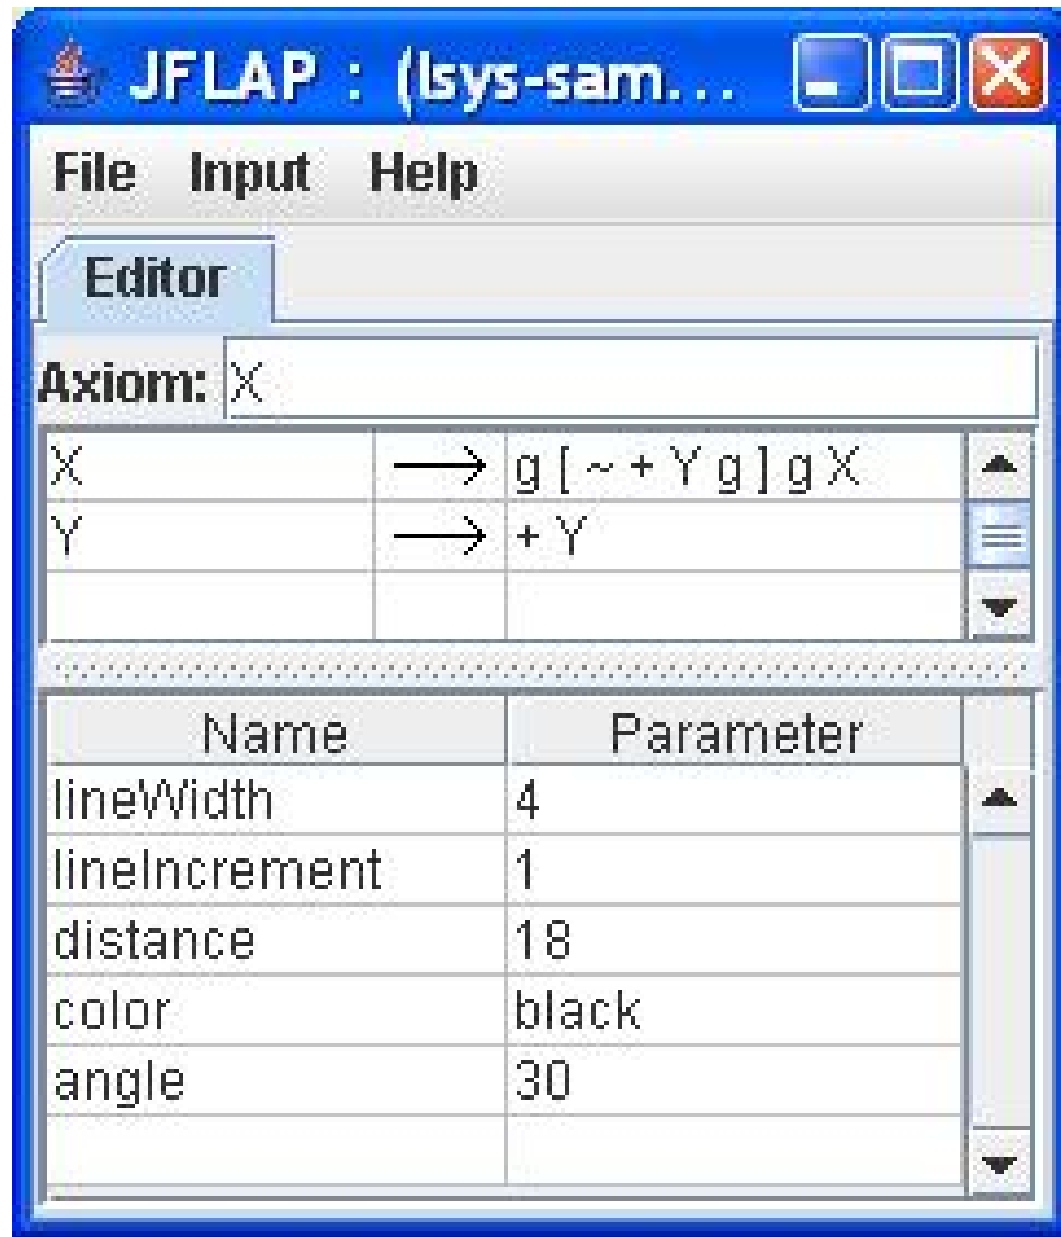 JFLAP : (lsys-sam...
File Input Help
Editor
Axiom: X
X → g [ ~ + Y g ] g X
Y → + Y
Name Parameter
lineWidth 4
lineIncrement 1
distance 18
color black
angle 30